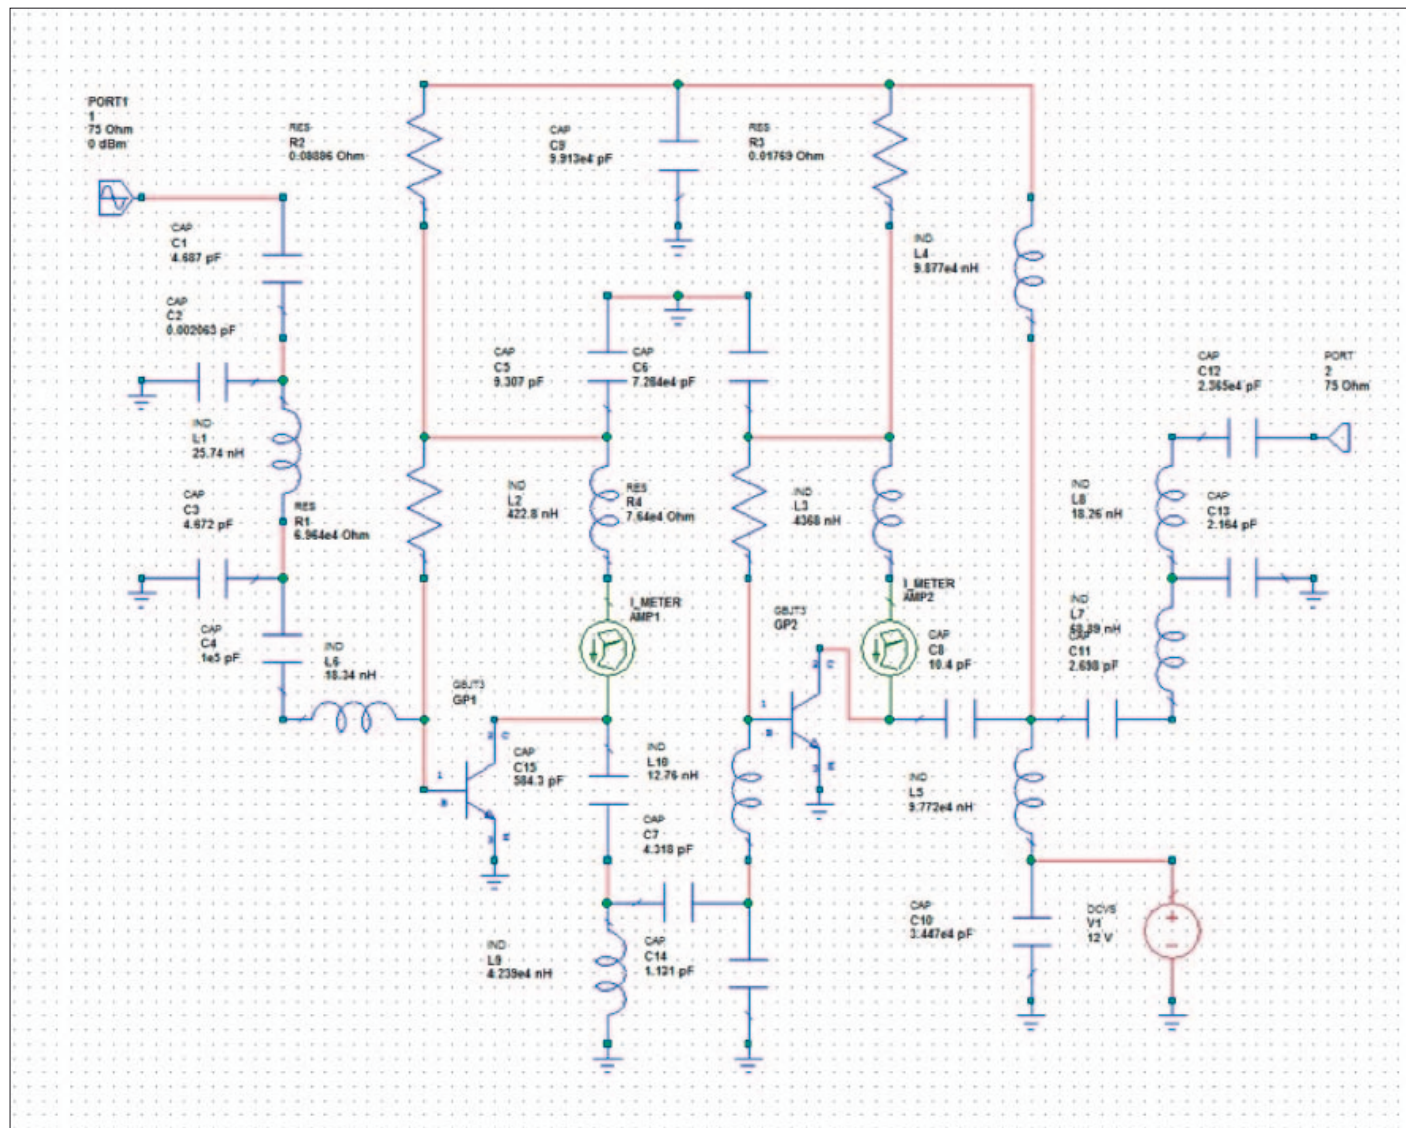 PORT1
1
75 Ohm
0 dBm
RES
R2
0.08886 Ohm
CAP
C9
9.913e4 pF
RES
R3
0.01769 Ohm
CAP
C1
4.687 pF
IND
L4
9.877e4 nH
CAP
C2
0.002063 pF
CAP
C5
9.307 pF
CAP
C6
7.264e4 pF
CAP
C12
2.365e4 pF
PORT
2
75 Ohm
IND
L1
25.74 nH
CAP
C3
4.672 pF
RES
R1
6.964e4 Ohm
IND
L2
422.8 nH
RES
R4
7.64e4 Ohm
IND
L3
4368 nH
IND
L8
18.26 nH
CAP
C13
2.164 pF
I_METER
AMP1
I_METER
AMP2
GBJT3
GP2
CAP
C4
1e5 pF
IND
L6
18.34 nH
CAP
C8
10.4 pF
IND
L7
CAP
C11
2.698 pF
GBJT3
GP1
1
B
CAP
C15
584.3 pF
IND
L10
12.76 nH
1
B
IND
L5
9.772e4 nH
CAP
C7
4.318 pF
IND
L9
4.239e4 nH
CAP
C14
1.131 pF
CAP
C10
3.447e4 pF
DCVS
V1
12 V